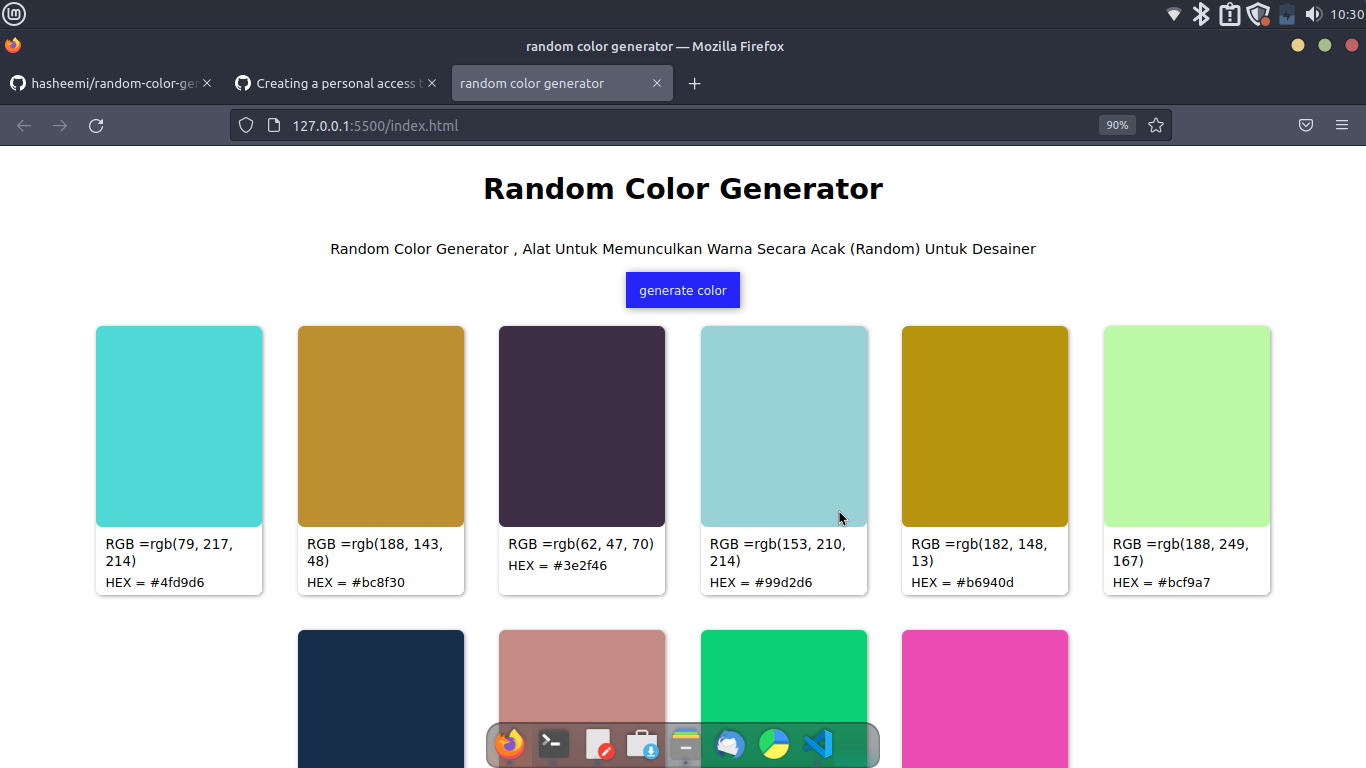 10:30
random color generator — Mozilla Firefox
hasheemi/random-color-ge
Creating a personal access
random color generator
127.0.0.1:5500/index.html
90%
Random Color Generator
Random Color Generator , Alat Untuk Memunculkan Warna Secara Acak (Random) Untuk Desainer
generate color
RGB =rgb(79, 217,
214)
HEX = #4fd9d6
RGB =rgb(188, 143,
48)
HEX = #bc8f30
RGB =rgb(62, 47, 70)
HEX = #3e2f46
RGB =rgb(153, 210,
214)
HEX = #99d2d6
RGB =rgb(182, 148,
13)
HEX = #b6940d
RGB =rgb(188, 249,
167)
HEX = #bcf9a7